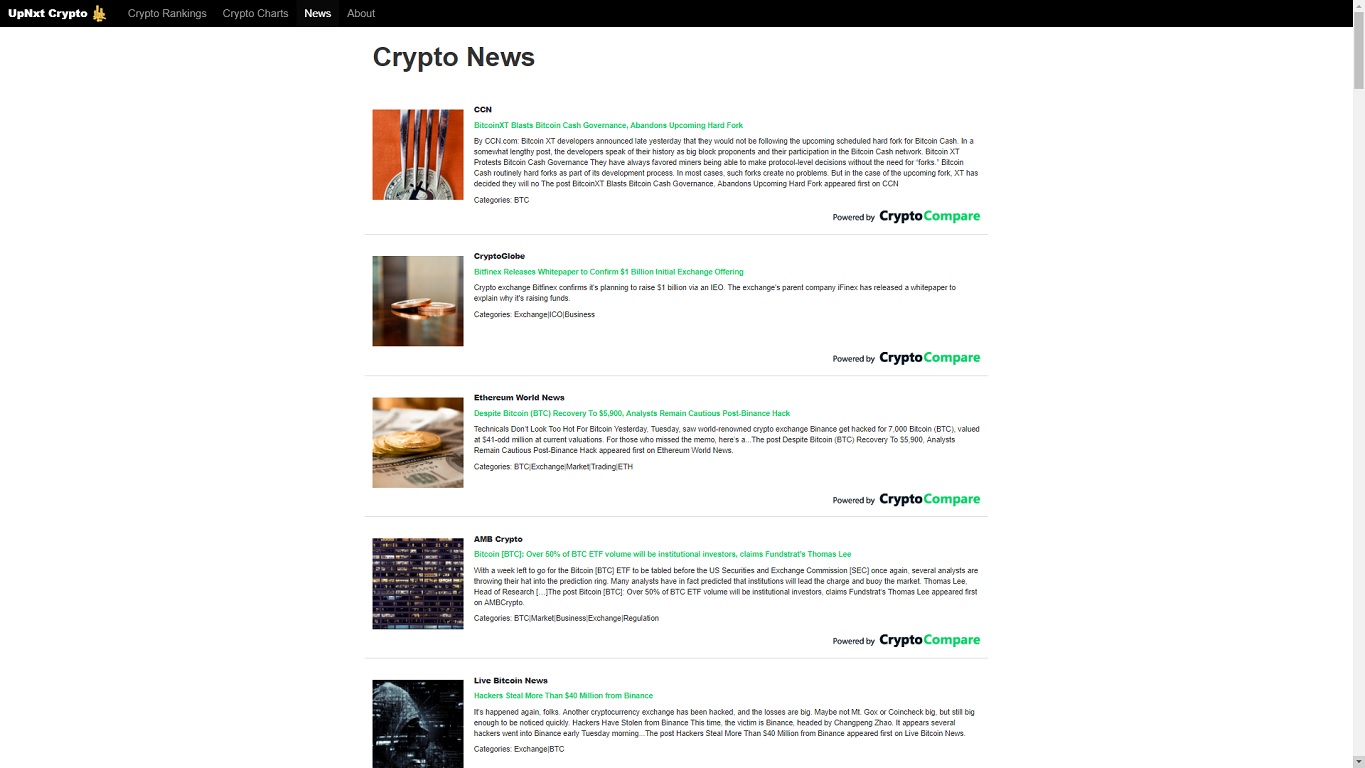 UpNxt Crypto Crypto Rankings Crypto Charts News About
Crypto News
CCN
BitcoinXT Blasts Bitcoin Cash Governance, Abandons Upcoming Hard Fork
By CCN.com: Bitcoin XT developers announced late yesterday that they would not be following the upcoming scheduled hard fork for Bitcoin Cash. In a
somewhat lengthy post, the developers speak of their history as big block proponents and their participation in the Bitcoin Cash network. Bitcoin XT
Protests Bitcoin Cash Governance They have always favored miners being able to make protocol-level decisions without the need for “forks.” Bitcoin
Cash routinely hard forks as part of its development process. In most cases, such forks create no problems. But in the case of the upcoming fork, XT has
decided they will no The post BitcoinXT Blasts Bitcoin Cash Governance, Abandons Upcoming Hard Fork appeared first on CCN
Categories: BTC
Powered by CryptoCompare
CryptoGlobe
Bitfinex Releases Whitepaper to Confirm $1 Billion Initial Exchange Offering
Crypto exchange Bitfinex confirms it's planning to raise $1 billion via an IEO. The exchange's parent company iFinex has released a whitepaper to
explain why it's raising funds.
Categories: Exchange|ICO|Business
Powered by CryptoCompare
Ethereum World News
Despite Bitcoin (BTC) Recovery To $5,900, Analysts Remain Cautious Post-Binance Hack
Technicals Don't Look Too Hot For Bitcoin Yesterday, Tuesday, saw world-renowned crypto exchange Binance get hacked for 7,000 Bitcoin (BTC), valued
at $41-odd million at current valuations. For those who missed the memo, here's a...The post Despite Bitcoin (BTC) Recovery To $5,900, Analysts
Remain Cautious Post-Binance Hack appeared first on Ethereum World News.
Categories: BTC|Exchange|Market|Trading|ETH
Powered by CryptoCompare
AMB Crypto
Bitcoin [BTC]: Over 50% of BTC ETF volume will be institutional investors, claims Fundstrat's Thomas Lee
With a week left to go for the Bitcoin [BTC] ETF to be tabled before the US Securities and Exchange Commission [SEC] once again, several analysts are
throwing their hat into the prediction ring. Many analysts have in fact predicted that institutions will lead the charge and buoy the market. Thomas Lee,
Head of Research [...]The post Bitcoin [BTC]: Over 50% of BTC ETF volume will be institutional investors, claims Fundstrat's Thomas Lee appeared first
on AMBCrypto.
Categories: BTC|Market|Business|Exchange|Regulation
Powered by CryptoCompare
Live Bitcoin News
Hackers Steal More Than $40 Million from Binance
It's happened again, folks. Another cryptocurrency exchange has been hacked, and the losses are big. Maybe not Mt. Gox or Coincheck big, but still big
enough to be noticed quickly. Hackers Have Stolen from Binance This time, the victim is Binance, headed by Changpeng Zhao. It appears several
hackers went into Binance early Tuesday morning...The post Hackers Steal More Than $40 Million from Binance appeared first on Live Bitcoin News.
Categories: Exchange|BTC